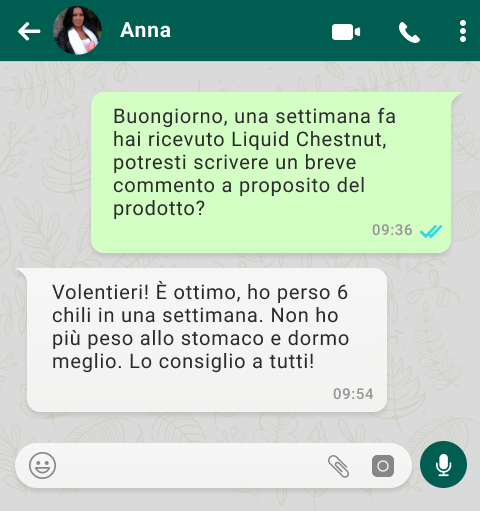 Anna
Buongiorno, una settimana fa
hai ricevuto Liquid Chestnut,
potresti scrivere un breve
commento a proposito del
prodotto?
09:36
Volentieri! È ottimo, ho perso 6
chili in una settimana. Non ho
più peso allo stomaco e dormo
meglio. Lo consiglio a tutti!
09:54